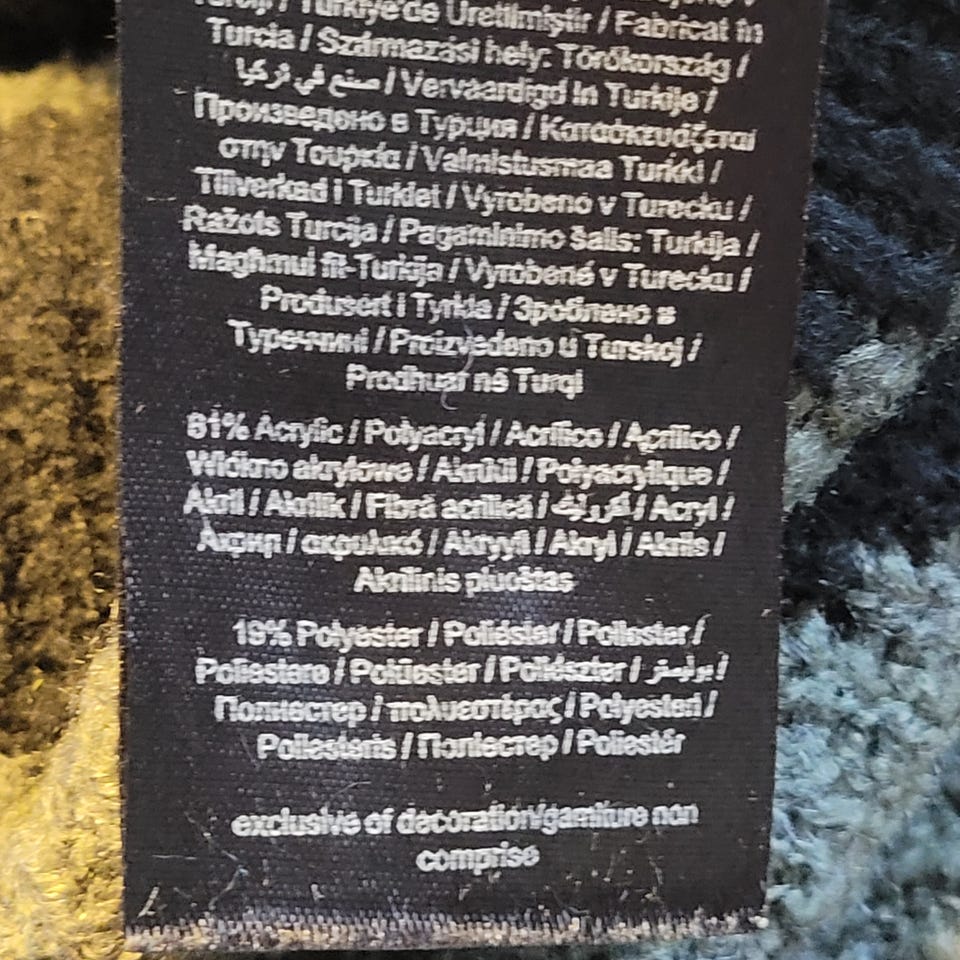 Türkiye'de Üretilmiştir / Fabricat în
Turcia / Származási hely: Törökország /
صنع في تركيا / Vervaardigd in Turkije /
Произведено в Турция / Κατασκευάζεται
στην Τουρκία / Valmistusmaa Turkki /
Tillverkad i Turkiet / Vyrobeno v Turecku /
Ražots Turcija / Pagaminimo šalis: Turkija /
Magħmul fit-Turkija / Vyrobené v Turecku /
Produsert i Tyrkia / Зроблено в
Туреччині / Proizvedeno u Turskoj /
Prodhuar në Turqi
81% Acrylic / Polyacryl / Acrílico / Acrilico /
Włókno akrylowe / Akrühül / Polyacrylique /
Akril / Akrilik / Fibră acrilică / / Acryl /
Акрил / ακρυλικό / Akryyli / Akryl / Akrils /
Akrilinis pluoštas
19% Polyester / Poliéster / Poliester /
Poliestere / Polüester / Poliészter / بوليستر /
Полиестер / πολυεστέρας / Polyesteri /
Poliesteris / Поліестер / Poliestër
exclusive of decoration/garniture non
comprise